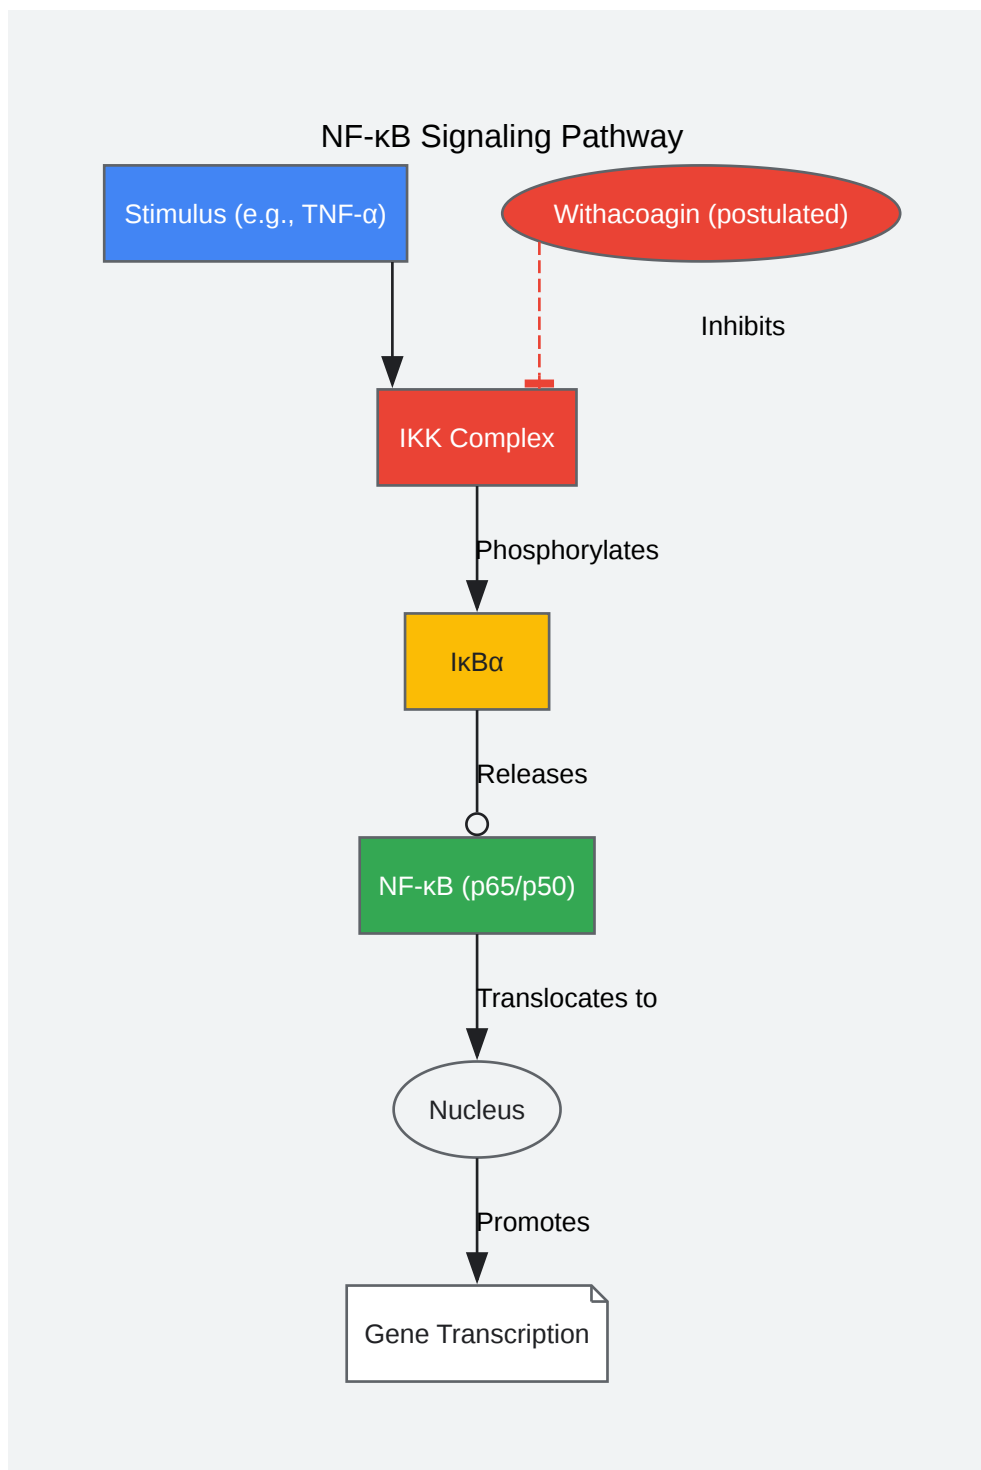 NF-κB Signaling Pathway
Stimulus (e.g., TNF-α)
Withacoagin (postulated)
Inhibits
IKK Complex
Phosphorylates
IκBα
Releases
NF-κB (p65/p50)
Translocates to
Nucleus
Promotes
Gene Transcription